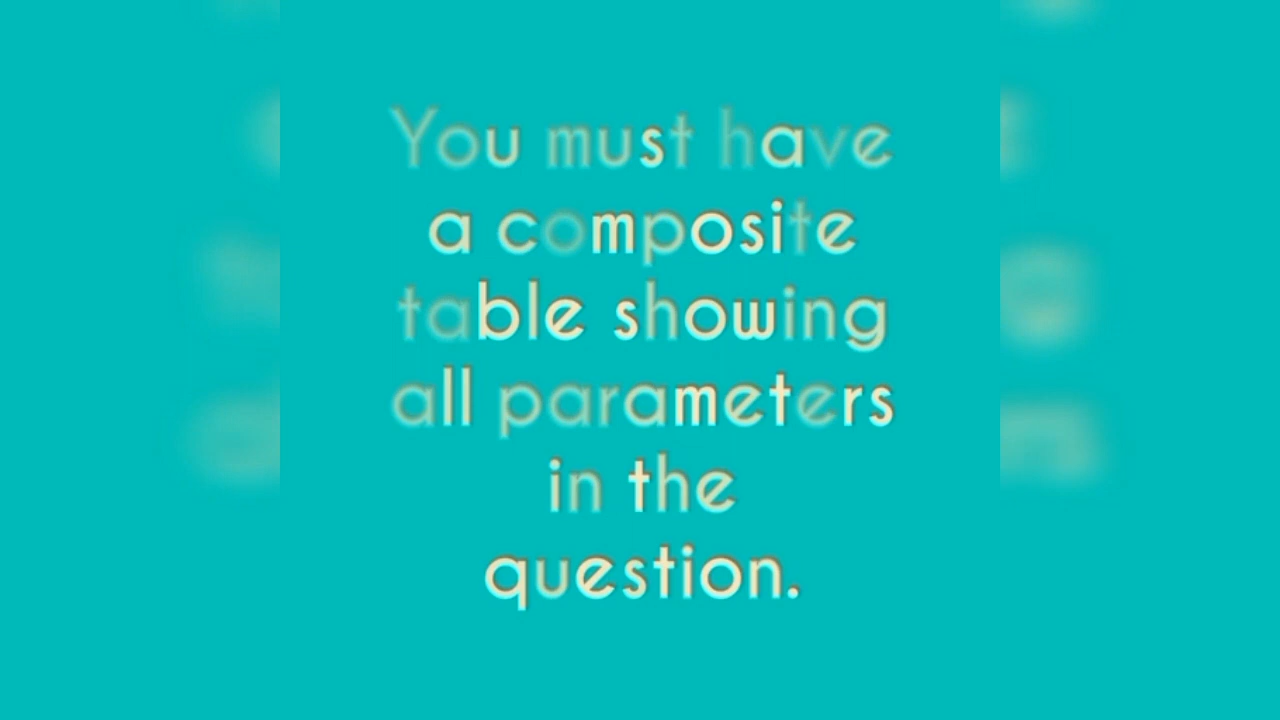 You must have
a composite
table showing
all parameters
in the
question.